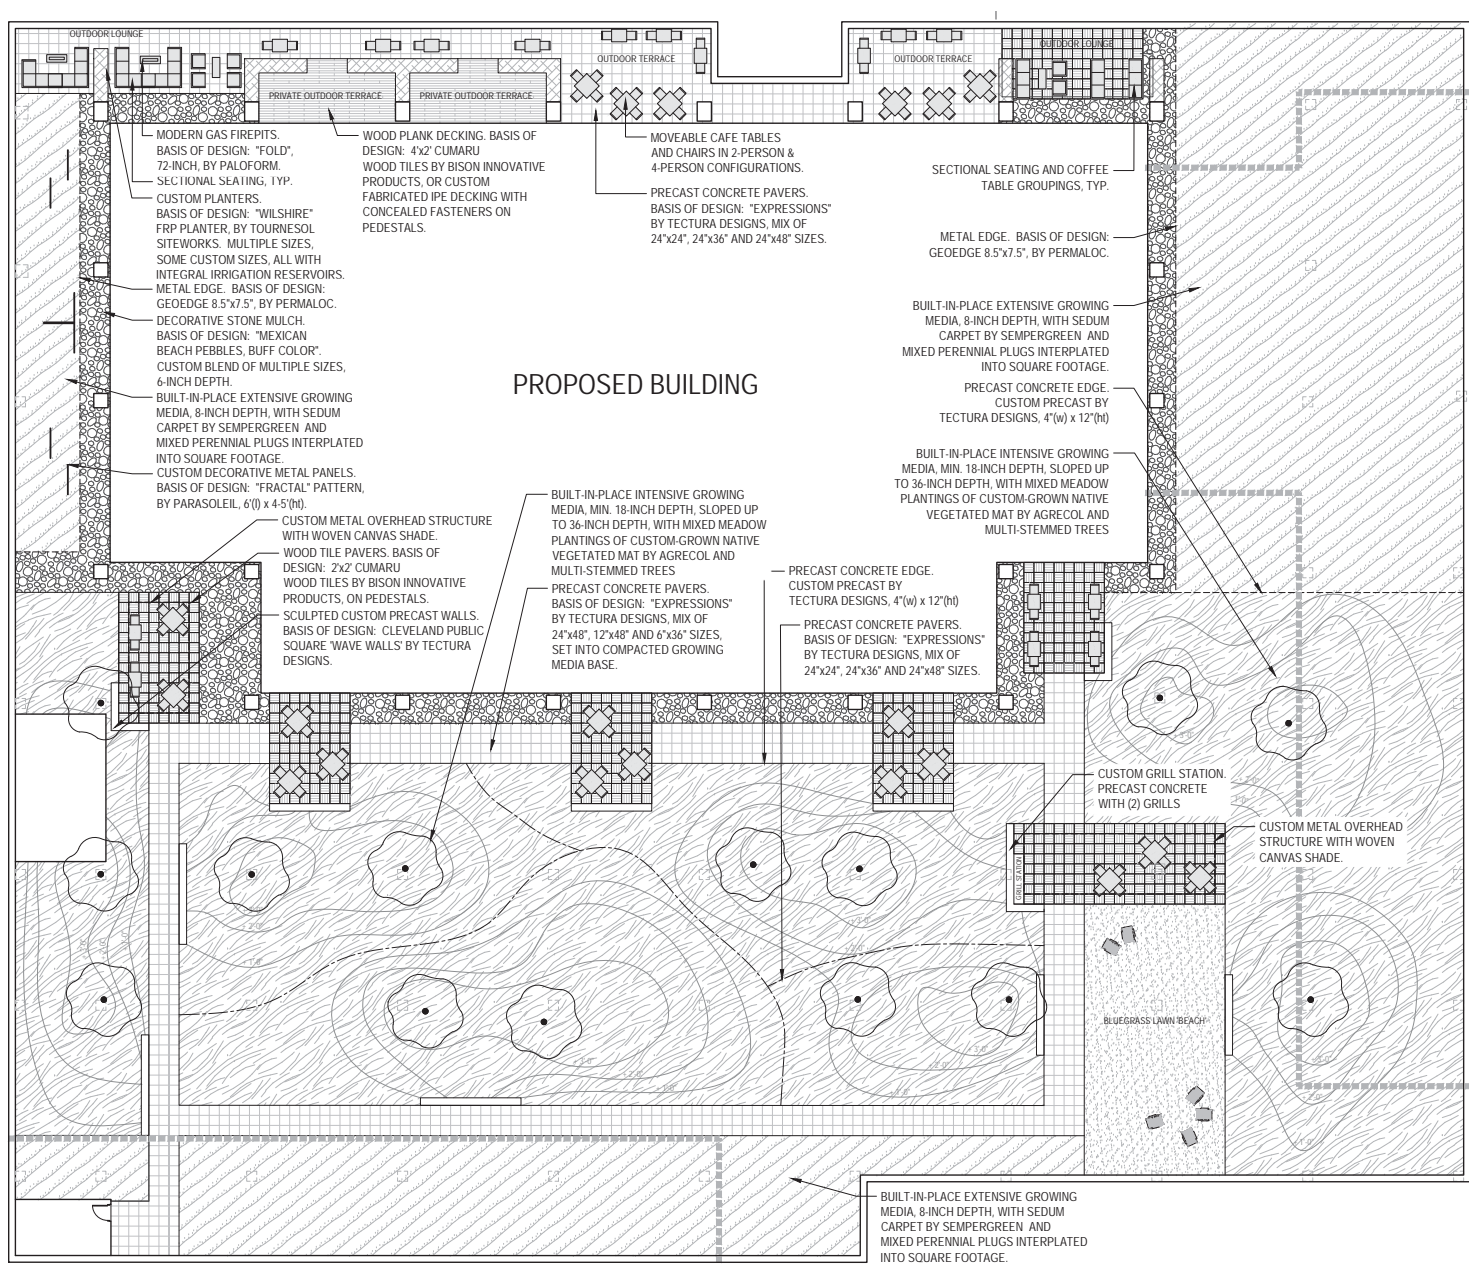 OUTDOOR LOUNGE
OUTDOOR TERRACE
OUTDOOR TERRACE
OUTDOOR LOUNGE
PRIVATE OUTDOOR TERRACE
PRIVATE OUTDOOR TERRACE
MODERN GAS FIREPITS.
BASIS OF DESIGN: "FOLD",
72-INCH, BY PALOFORM.
SECTIONAL SEATING, TYP.
CUSTOM PLANTERS.
BASIS OF DESIGN: "WILSHIRE"
FRP PLANTER, BY TOURNESOL
SITEWORKS. MULTIPLE SIZES,
SOME CUSTOM SIZES, ALL WITH
INTEGRAL IRRIGATION RESERVOIRS.
METAL EDGE. BASIS OF DESIGN:
GEOEDGE 8.5"x7.5", BY PERMALOC.
DECORATIVE STONE MULCH.
BASIS OF DESIGN: "MEXICAN
BEACH PEBBLES, BUFF COLOR".
CUSTOM BLEND OF MULTIPLE SIZES,
6-INCH DEPTH.
BUILT-IN-PLACE EXTENSIVE GROWING
MEDIA, 8-INCH DEPTH, WITH SEDUM
CARPET BY SEMPERGREEN AND
MIXED PERENNIAL PLUGS INTERPLATED
INTO SQUARE FOOTAGE.
CUSTOM DECORATIVE METAL PANELS.
BASIS OF DESIGN: "FRACTAL" PATTERN,
BY PARASOLEIL, 6'(l) x 4-5'(ht).
WOOD PLANK DECKING. BASIS OF
DESIGN: 4'x2' CUMARU
WOOD TILES BY BISON INNOVATIVE
PRODUCTS, OR CUSTOM
FABRICATED IPE DECKING WITH
CONCEALED FASTENERS ON
PEDESTALS.
MOVEABLE CAFE TABLES
AND CHAIRS IN 2-PERSON &
4-PERSON CONFIGURATIONS.
PRECAST CONCRETE PAVERS.
BASIS OF DESIGN: "EXPRESSIONS"
BY TECTURA DESIGNS, MIX OF
24"x24", 24"x36" AND 24"x48" SIZES.
SECTIONAL SEATING AND COFFEE
TABLE GROUPINGS, TYP.
METAL EDGE. BASIS OF DESIGN:
GEOEDGE 8.5"x7.5", BY PERMALOC.
BUILT-IN-PLACE EXTENSIVE GROWING
MEDIA, 8-INCH DEPTH, WITH SEDUM
CARPET BY SEMPERGREEN AND
MIXED PERENNIAL PLUGS INTERPLATED
INTO SQUARE FOOTAGE.
PRECAST CONCRETE EDGE.
CUSTOM PRECAST BY
TECTURA DESIGNS, 4"(w) x 12"(ht)
BUILT-IN-PLACE INTENSIVE GROWING
MEDIA, MIN. 18-INCH DEPTH, SLOPED UP
TO 36-INCH DEPTH, WITH MIXED MEADOW
PLANTINGS OF CUSTOM-GROWN NATIVE
VEGETATED MAT BY AGRECOL AND
MULTI-STEMMED TREES
PROPOSED BUILDING
CUSTOM METAL OVERHEAD STRUCTURE
WITH WOVEN CANVAS SHADE.
WOOD TILE PAVERS. BASIS OF
DESIGN: 2'x2' CUMARU
WOOD TILES BY BISON INNOVATIVE
PRODUCTS, ON PEDESTALS.
SCULPTED CUSTOM PRECAST WALLS.
BASIS OF DESIGN: CLEVELAND PUBLIC
SQUARE 'WAVE WALLS' BY TECTURA
DESIGNS.
BUILT-IN-PLACE INTENSIVE GROWING
MEDIA, MIN. 18-INCH DEPTH, SLOPED UP
TO 36-INCH DEPTH, WITH MIXED MEADOW
PLANTINGS OF CUSTOM-GROWN NATIVE
VEGETATED MAT BY AGRECOL AND
MULTI-STEMMED TREES
PRECAST CONCRETE PAVERS.
BASIS OF DESIGN: "EXPRESSIONS"
BY TECTURA DESIGNS, MIX OF
24"x48", 12"x48" AND 6"x36" SIZES,
SET INTO COMPACTED GROWING
MEDIA BASE.
PRECAST CONCRETE EDGE.
CUSTOM PRECAST BY
TECTURA DESIGNS, 4"(w) x 12"(ht)
PRECAST CONCRETE PAVERS.
BASIS OF DESIGN: "EXPRESSIONS"
BY TECTURA DESIGNS, MIX OF
24"x24", 24"x36" AND 24"x48" SIZES.
CUSTOM GRILL STATION.
PRECAST CONCRETE
WITH (2) GRILLS
CUSTOM METAL OVERHEAD
STRUCTURE WITH WOVEN
CANVAS SHADE.
GRILL STATION
BLUEGRASS LAWN 'BEACH'
BUILT-IN-PLACE EXTENSIVE GROWING
MEDIA, 8-INCH DEPTH, WITH SEDUM
CARPET BY SEMPERGREEN AND
MIXED PERENNIAL PLUGS INTERPLATED
INTO SQUARE FOOTAGE.